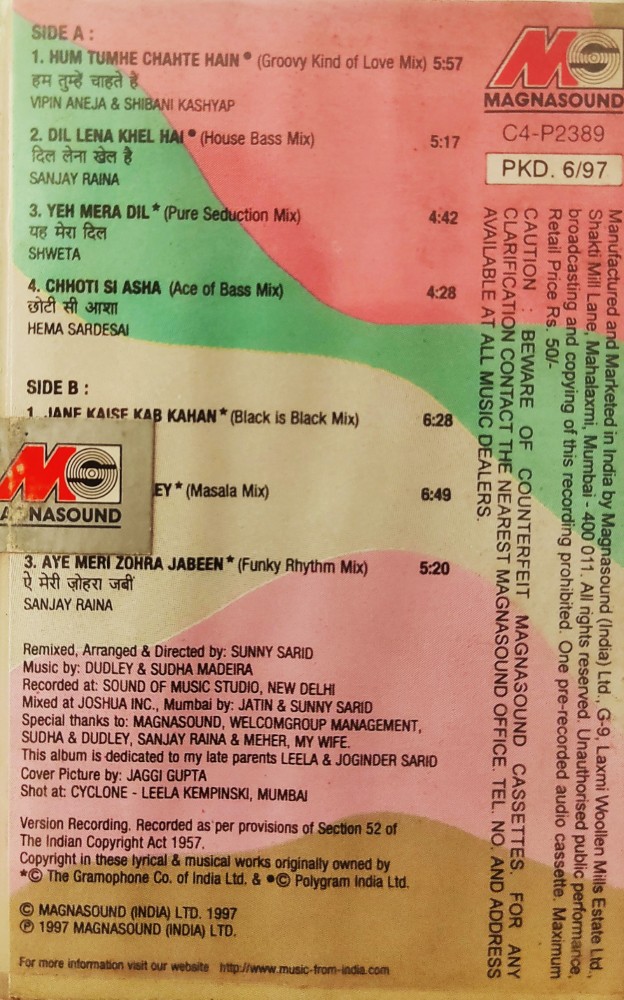 SIDE A :
1. HUM TUMHE CHAHTE HAIN • (Groovy Kind of Love Mix) 5:57
हम तुम्हें चाहते हैं
VIPIN ANEJA & SHIBANI KASHYAP
2. DIL LENA KHEL HAI • (House Bass Mix) 5:17
दिल लेना खेल है
SANJAY RAINA
3. YEH MERA DIL * (Pure Seduction Mix) 4:42
यह मेरा दिल
SHWETA
4. CHHOTI SI ASHA (Ace of Bass Mix) 4:28
छोटी सी आशा
HEMA SARDESAI
SIDE B :
1. JANE KAISE KAB KAHAN * (Black is Black Mix) 6:28
EY * (Masala Mix) 6:49
MAGNASOUND
3. AYE MERI ZOHRA JABEEN * (Funky Rhythm Mix) 5:20
ऐ मेरी ज़ोहरा जबीं
SANJAY RAINA
Remixed, Arranged & Directed by: SUNNY SARID
Music by: DUDLEY & SUDHA MADEIRA
Recorded at: SOUND OF MUSIC STUDIO, NEW DELHI
Mixed at JOSHUA INC., Mumbai by: JATIN & SUNNY SARID
Special thanks to: MAGNASOUND, WELCOMGROUP MANAGEMENT,
SUDHA & DUDLEY, SANJAY RAINA & MEHER, MY WIFE.
This album is dedicated to my late parents LEELA & JOGINDER SARID
Cover Picture by: JAGGI GUPTA
Shot at: CYCLONE - LEELA KEMPINSKI, MUMBAI
Version Recording. Recorded as per provisions of Section 52 of
The Indian Copyright Act 1957.
Copyright in these lyrical & musical works originally owned by
*© The Gramophone Co. of India Ltd. & •© Polygram India Ltd.
© MAGNASOUND (INDIA) LTD. 1997
℗ 1997 MAGNASOUND (INDIA) LTD.
For more information visit our website http://www.music-from-india.com
MAGNASOUND
C4-P2389
PKD. 6/97
Manufactured and Marketed in India by Magnasound (India) Ltd., G-9, Laxmi Woollen Mills Estate Ltd.,
Shakti Mill Lane, Mahalaxmi, Mumbai - 400 011. All rights reserved. Unauthorised public performance,
broadcasting and copying of this recording prohibited. One pre-recorded audio cassette. Maximum
Retail Price Rs. 50/-
CAUTION : BEWARE OF COUNTERFEIT MAGNASOUND CASSETTES. FOR ANY
CLARIFICATION CONTACT THE NEAREST MAGNASOUND OFFICE. TEL. NO. AND ADDRESS
AVAILABLE AT ALL MUSIC DEALERS.